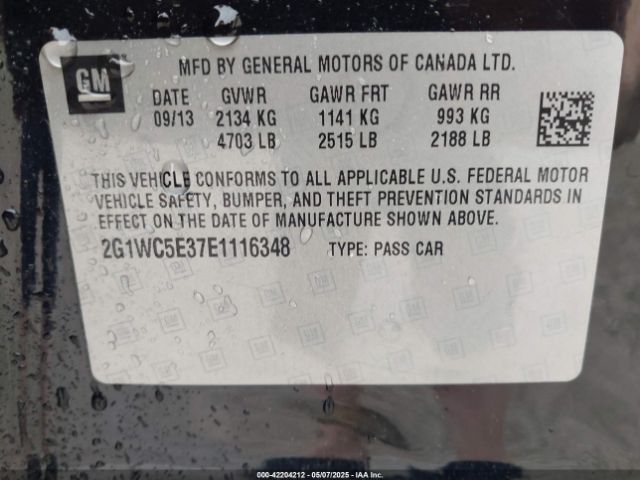 GM
MFD BY GENERAL MOTORS OF CANADA LTD.
DATE GVWR GAWR FRT GAWR RR
09/13 2134 KG 1141 KG 993 KG
4703 LB 2515 LB 2188 LB
THIS VEHICLE CONFORMS TO ALL APPLICABLE U.S. FEDERAL MOTOR
VEHICLE SAFETY, BUMPER, AND THEFT PREVENTION STANDARDS IN
EFFECT ON THE DATE OF MANUFACTURE SHOWN ABOVE.
2G1WC5E37E1116348 TYPE: PASS CAR
000-42204212 - 05/07/2025 - IAAI.COM